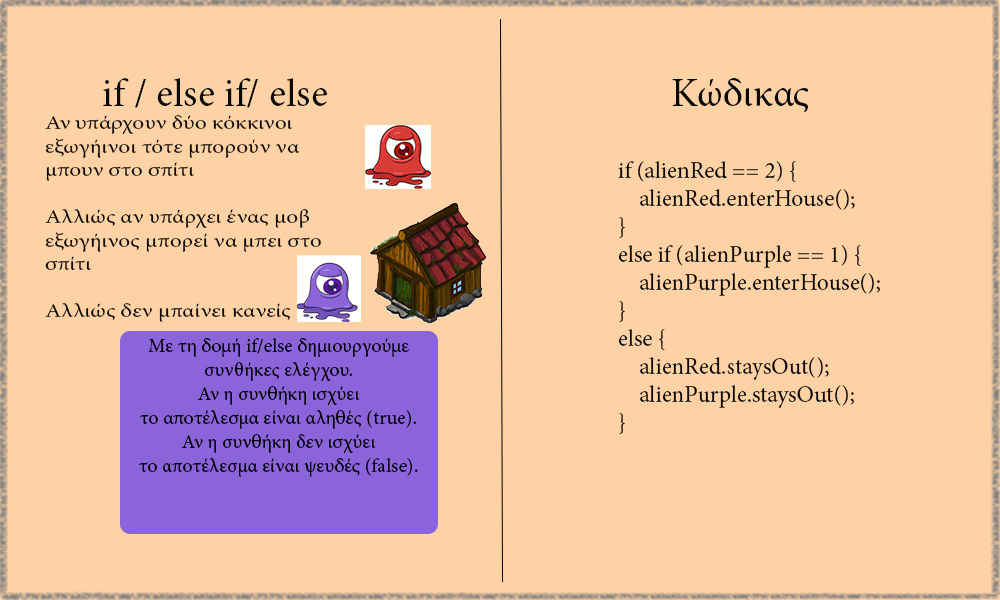 if / else if/ else
Αν υπάρχουν δύο κόκκινοι
εξωγήινοι τότε μπορούν να
μπουν στο σπίτι
Αλλιώς αν υπάρχει ένας μοβ
εξωγήινος μπορεί να μπει στο
σπίτι
Αλλιώς δεν μπαίνει κανείς
Με τη δομή if/else δημιουργούμε
συνθήκες ελέγχου.
Αν η συνθήκη ισχύει
το αποτέλεσμα είναι αληθές (true).
Αν η συνθήκη δεν ισχύει
το αποτέλεσμα είναι ψευδές (false).
Κώδικας
if (alienRed == 2) {
alienRed.enterHouse();
}
else if (alienPurple == 1) {
alienPurple.enterHouse();
}
else {
alienRed.staysOut();
alienPurple.staysOut();
}